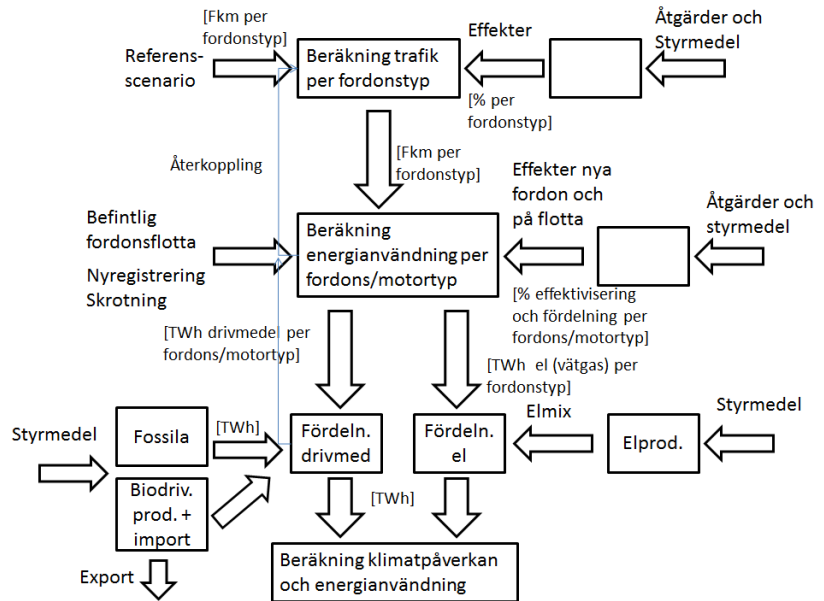 [Fkm per
fordonstyp]
Referens-
scenario
Beräkning trafik
per fordonstyp
Effekter
[% per
fordonstyp]
Åtgärder och
Styrmedel
Återkoppling
[Fkm per
fordonstyp]
Befintlig
fordonsflotta
Nyregistrering
Skrotning
Beräkning
energianvändning per
fordons/motortyp
Effekter nya
fordon och
på flotta
Åtgärder och
styrmedel
[% effektivisering
och fördelning per
fordons/motortyp]
[TWh drivmedel per
fordons/motortyp]
[TWh el (vätgas) per
fordonstyp]
Styrmedel
Fossila
[TWh]
Fördeln.
drivmed
Fördeln.
el
Elmix
Elprod.
Styrmedel
Biodriv.
prod. +
import
[TWh]
Export
Beräkning klimatpåverkan
och energianvändning